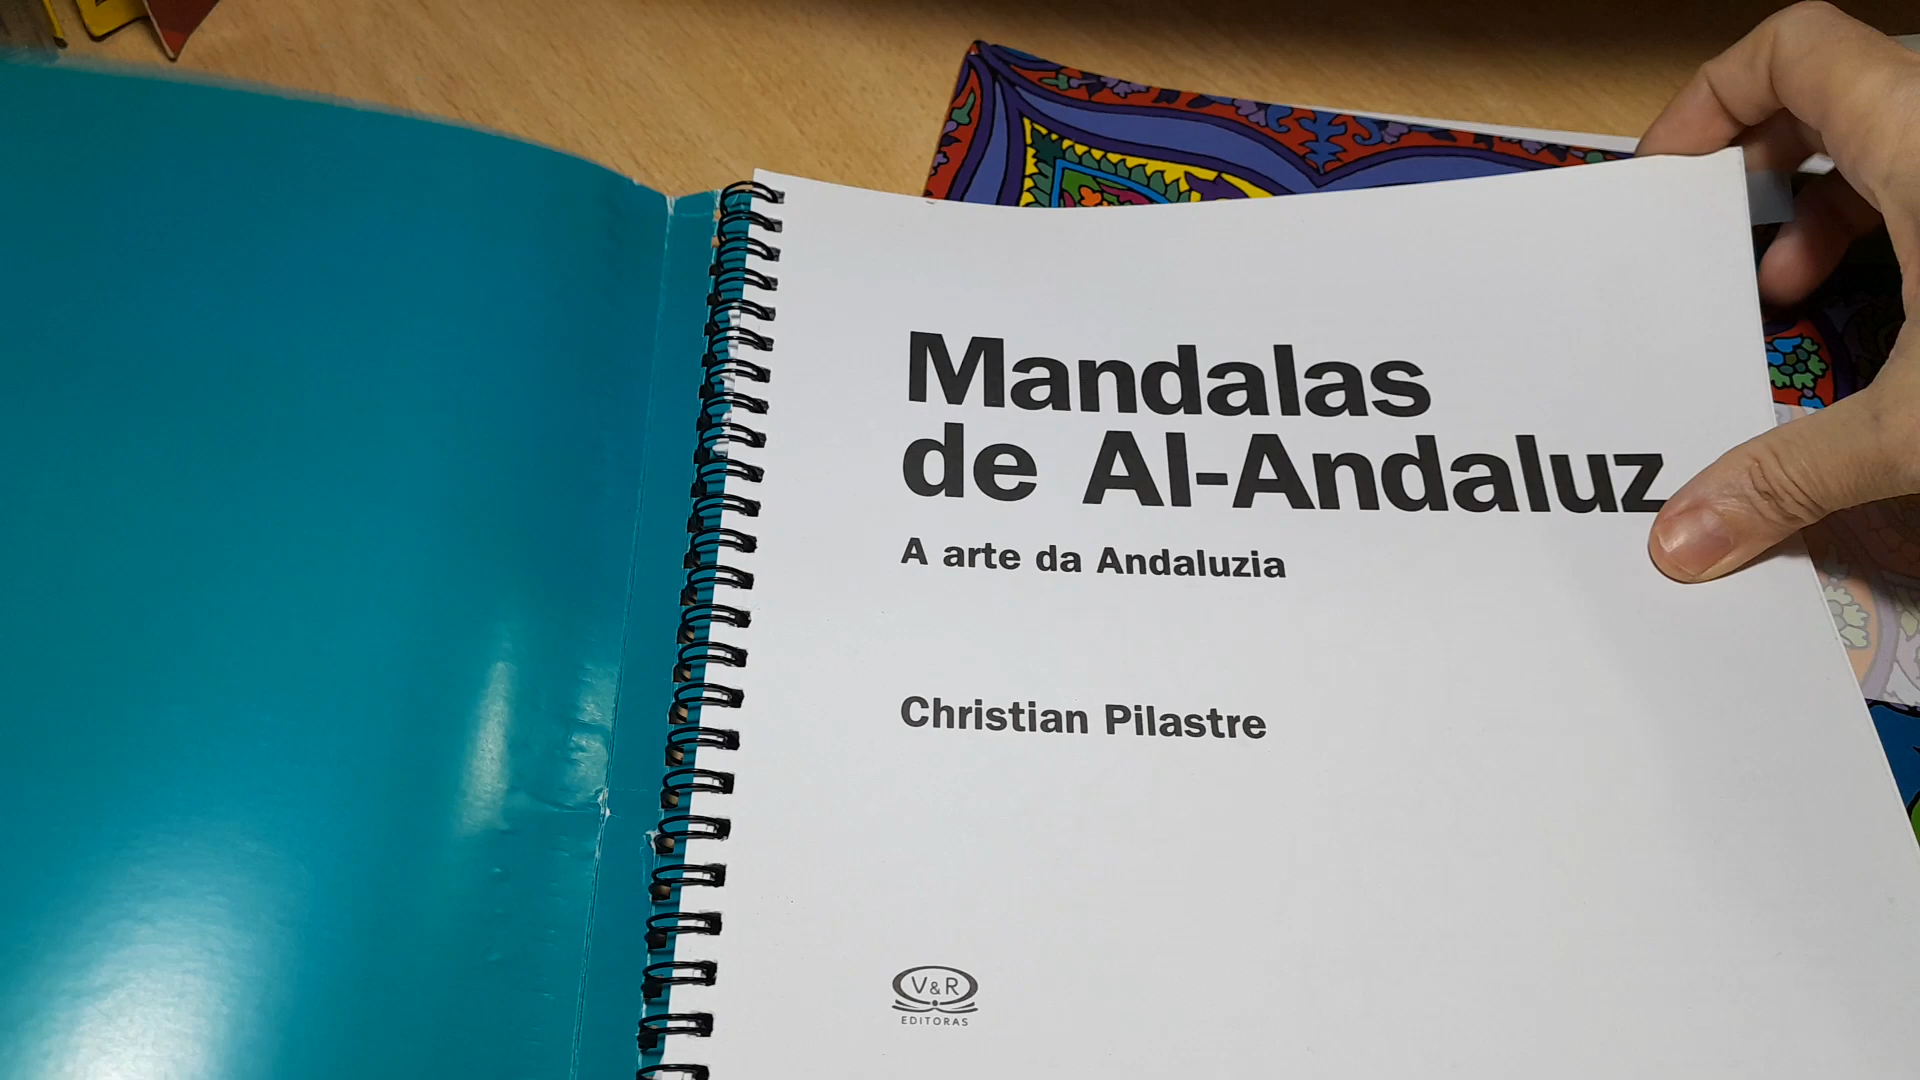 Mandalas
de Al-Andaluz
A arte da Andaluzia
Christian Pilastre
V&R
EDITORAS